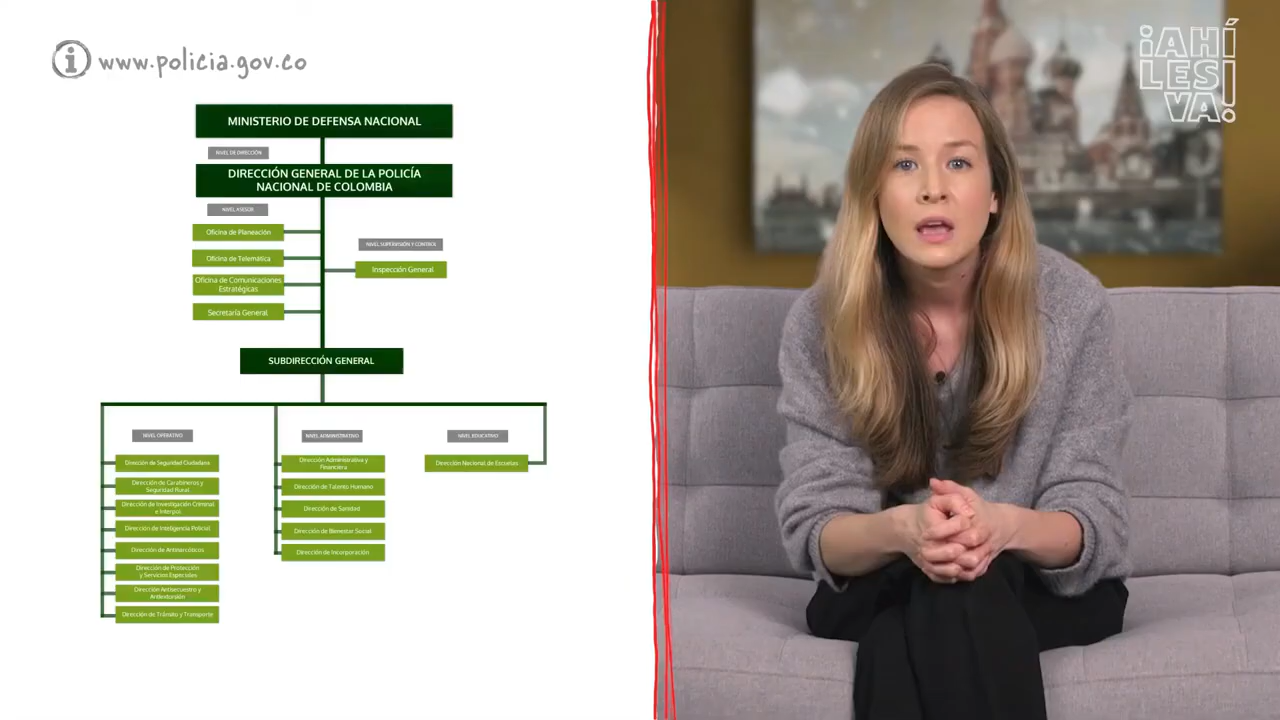 www.policia.gov.co
MINISTERIO DE DEFENSA NACIONAL
NIVEL DE DIRECCIÓN
DIRECCIÓN GENERAL DE LA POLICÍA
NACIONAL DE COLOMBIA
NIVEL ASESOR
Oficina de Planeación
Oficina de Telemática
Oficina de Comunicaciones
Estratégicas
Secretaría General
NIVEL SUPERVISIÓN Y CONTROL
Inspección General
SUBDIRECCIÓN GENERAL
NIVEL OPERATIVO
Dirección de Seguridad Ciudadana
Dirección de Carabineros y
Seguridad Rural
Dirección de Investigación Criminal
e Interpol
Dirección de Inteligencia Policial
Dirección de Antinarcóticos
Dirección de Protección
y Servicios Especiales
Dirección Antisecuestro y
Antiextorsión
Dirección de Tránsito y Transporte
NIVEL ADMINISTRATIVO
Dirección Administrativa y
Financiera
Dirección de Talento Humano
Dirección de Sanidad
Dirección de Bienestar Social
Dirección de Incorporación
NIVEL EDUCATIVO
Dirección Nacional de Escuelas
¡AHÍ
LES
VA!